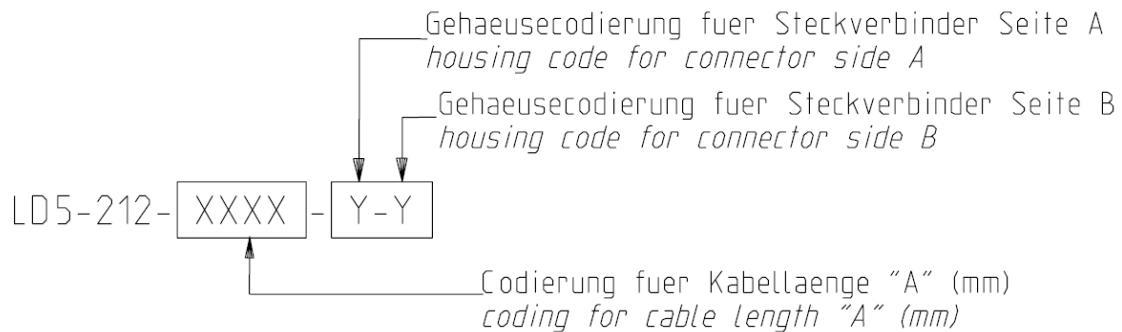 Gehaeusecodierung fuer Steckverbinder Seite A
housing code for connector side A
Gehaeusecodierung fuer Steckverbinder Seite B
housing code for connector side B
LD5-212-XXXX-Y-Y
Codierung fuer Kabellaenge "A" (mm)
coding for cable length "A" (mm)